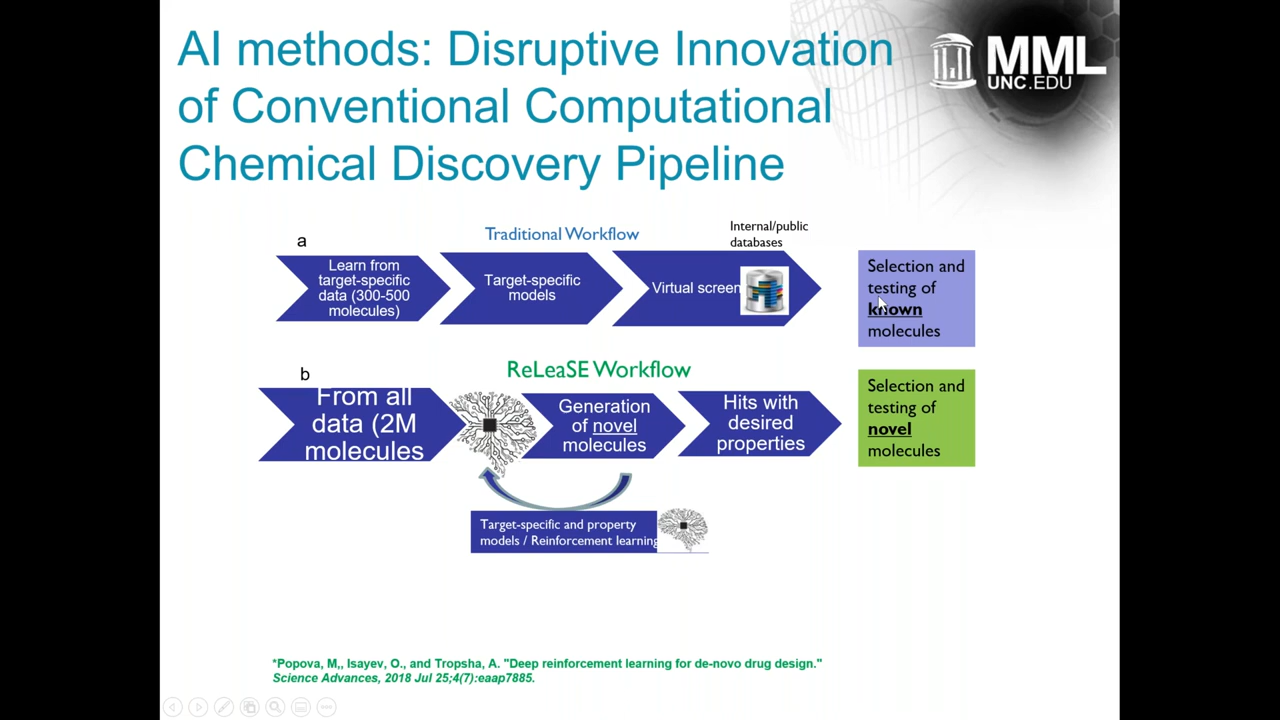 AI methods: Disruptive Innovation
of Conventional Computational
Chemical Discovery Pipeline
MML
UNC.EDU
a
Traditional Workflow
Internal/public
databases
Learn from
target-specific
data (300-500
molecules)
Target-specific
models
Virtual screen
Selection and
testing of
known
molecules
b
ReLeaSE Workflow
From all
data (2M
molecules
Generation
of novel
molecules
Hits with
desired
properties
Selection and
testing of
novel
molecules
Target-specific and property
models / Reinforcement learning
*Popova, M,, Isayev, O., and Tropsha, A. "Deep reinforcement learning for de-novo drug design."
Science Advances, 2018 Jul 25;4(7):eaap7885.